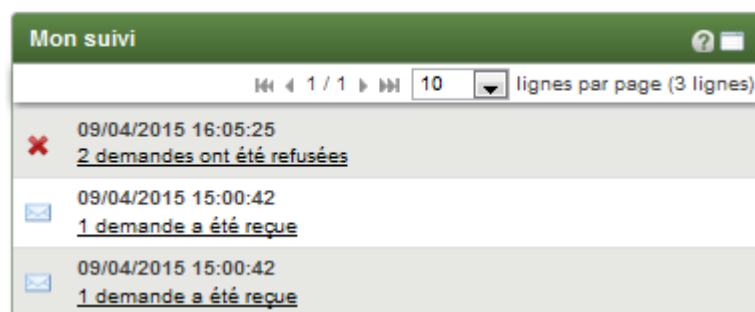 Mon suivi
1 / 1 10 lignes par page (3 lignes)
09/04/2015 16:05:25
2 demandes ont été refusées
09/04/2015 15:00:42
1 demande a été reçue
09/04/2015 15:00:42
1 demande a été reçue